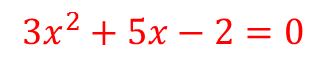 3x² + 5x − 2 = 0